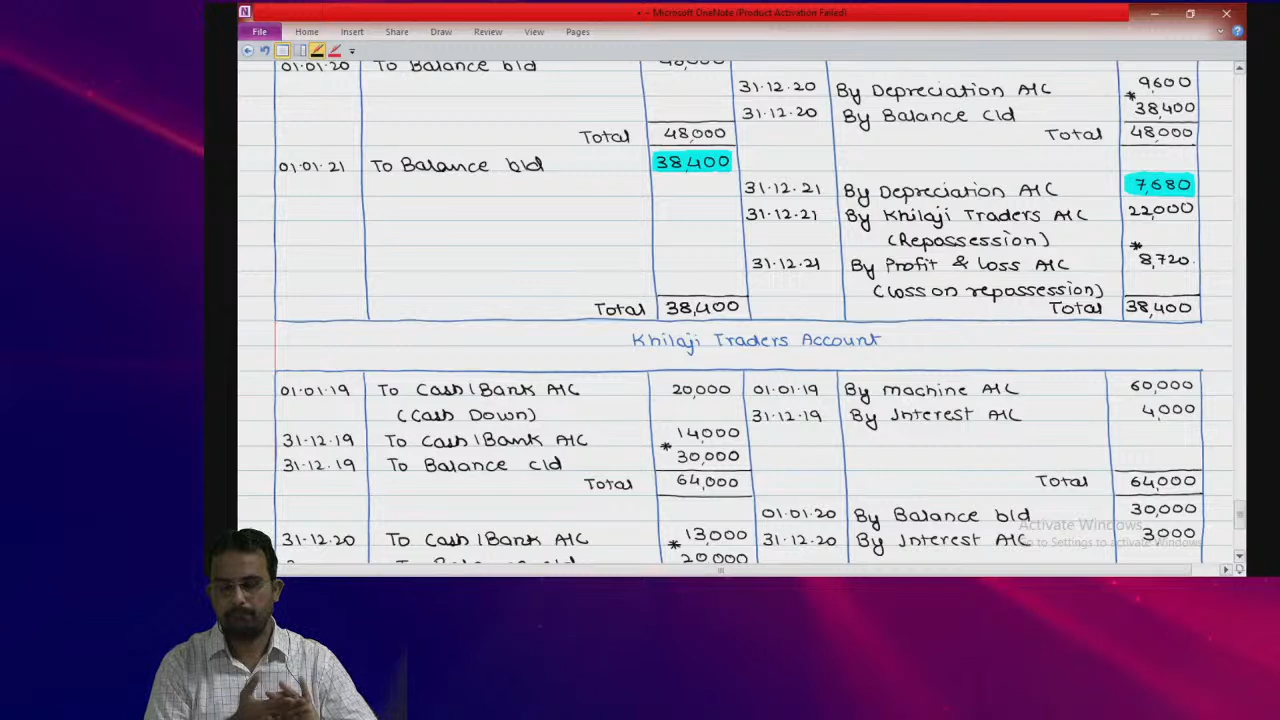 • - Microsoft OneNote (Product Activation Failed)
File Home Insert Share Draw Review View Pages
01.01.20 To Balance b/d 48,000
31.12.20 By Depreciation A/C 9,600
31.12.20 By Balance c/d * 38,400
Total 48,000 Total 48,000
01.01.21 To Balance b/d 38,400
31.12.21 By Depreciation A/C 7,680
31.12.21 By Khilaji Traders A/C 22,000
(Repossession)
31.12.21 By Profit & Loss A/C * 8,720
(Loss on repossession)
Total 38,400 Total 38,400
Khilaji Traders Account
01.01.19 To Cash/Bank A/C 20,000 01.01.19 By machine A/C 60,000
(Cash Down) 31.12.19 By Interest A/C 4,000
31.12.19 To Cash/Bank A/C 14,000
31.12.19 To Balance c/d * 30,000
Total 64,000 Total 64,000
01.01.20 By Balance b/d 30,000
31.12.20 To Cash/Bank A/C 13,000 31.12.20 By Interest A/C 3000
* 20,000
Activate Windows
Go to Settings to activate Windows.